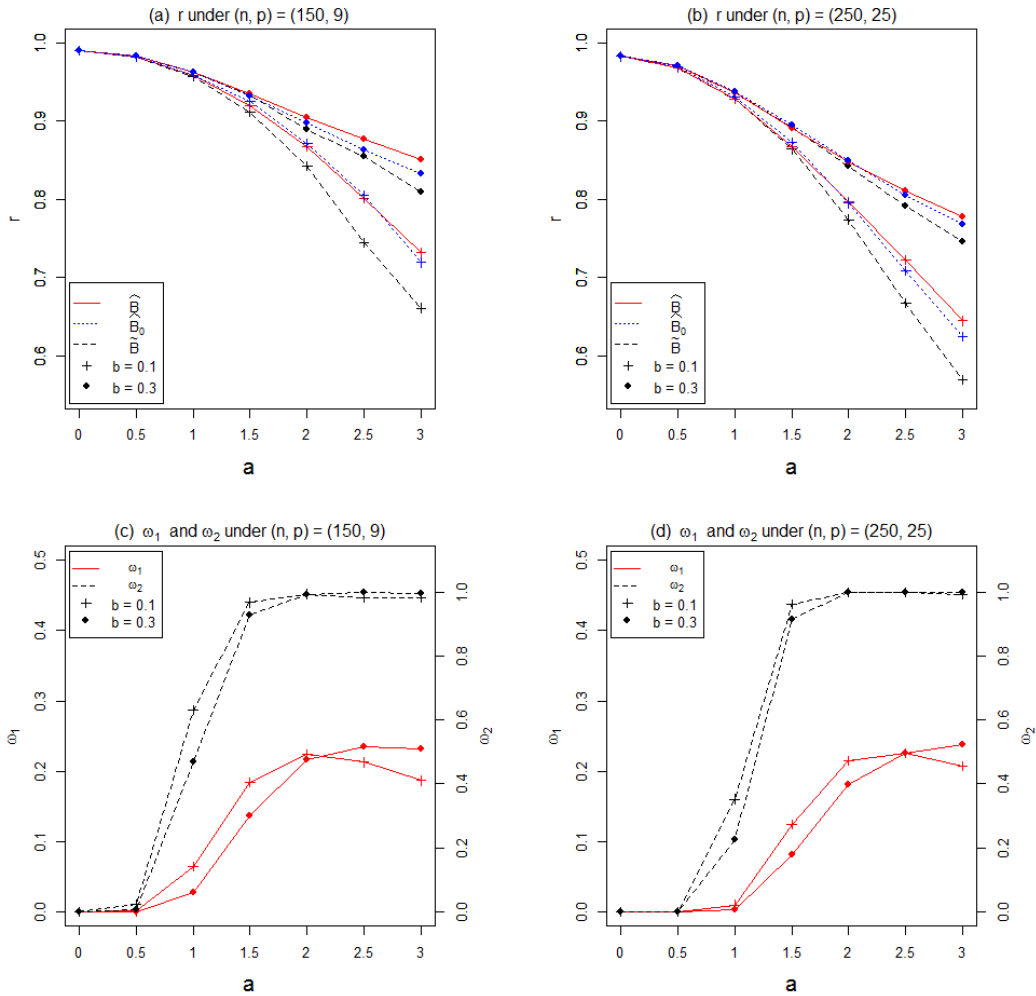 (a) r under (n, p) = (150, 9)
r
1.0
0.9
0.8
0.7
0.6
B̂
B̂₀
B̃
b = 0.1
b = 0.3
0 0.5 1 1.5 2 2.5 3
a
(b) r under (n, p) = (250, 25)
r
1.0
0.9
0.8
0.7
0.6
B̂
B̂₀
B̃
b = 0.1
b = 0.3
0 0.5 1 1.5 2 2.5 3
a
(c) ω₁ and ω₂ under (n, p) = (150, 9)
ω₁
0.5
0.4
0.3
0.2
0.1
0.0
ω₁
ω₂
b = 0.1
b = 0.3
1.0
0.8
0.6
0.4
0.2
0.0
ω₂
0 0.5 1 1.5 2 2.5 3
a
(d) ω₁ and ω₂ under (n, p) = (250, 25)
ω₁
0.5
0.4
0.3
0.2
0.1
0.0
ω₁
ω₂
b = 0.1
b = 0.3
1.0
0.8
0.6
0.4
0.2
0.0
ω₂
0 0.5 1 1.5 2 2.5 3
a